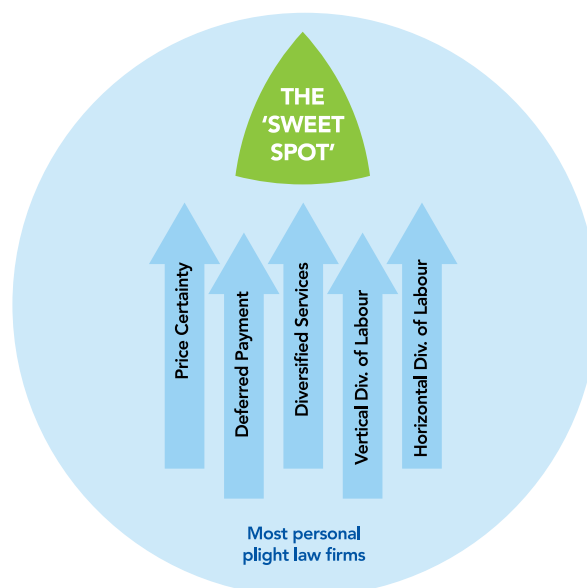 THE
‘SWEET
SPOT’
Price Certainty
Deferred Payment
Diversified Services
Vertical Div. of Labour
Horizontal Div. of Labour
Most personal
plight law firms